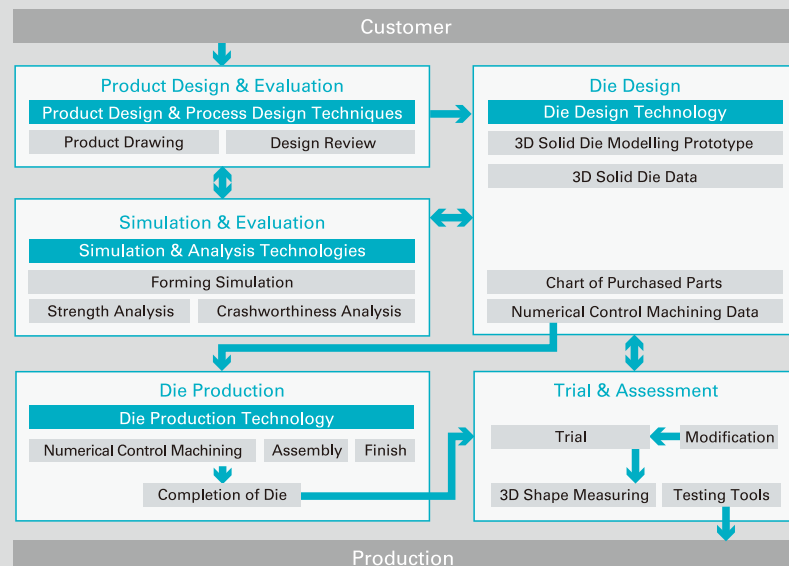 Customer
Product Design & Evaluation
Product Design & Process Design Techniques
Product Drawing
Design Review
Die Design
Die Design Technology
3D Solid Die Modelling Prototype
3D Solid Die Data
Chart of Purchased Parts
Numerical Control Machining Data
Simulation & Evaluation
Simulation & Analysis Technologies
Forming Simulation
Strength Analysis
Crashworthiness Analysis
Die Production
Die Production Technology
Numerical Control Machining
Assembly
Finish
Completion of Die
Trial & Assessment
Trial
Modification
3D Shape Measuring
Testing Tools
Production